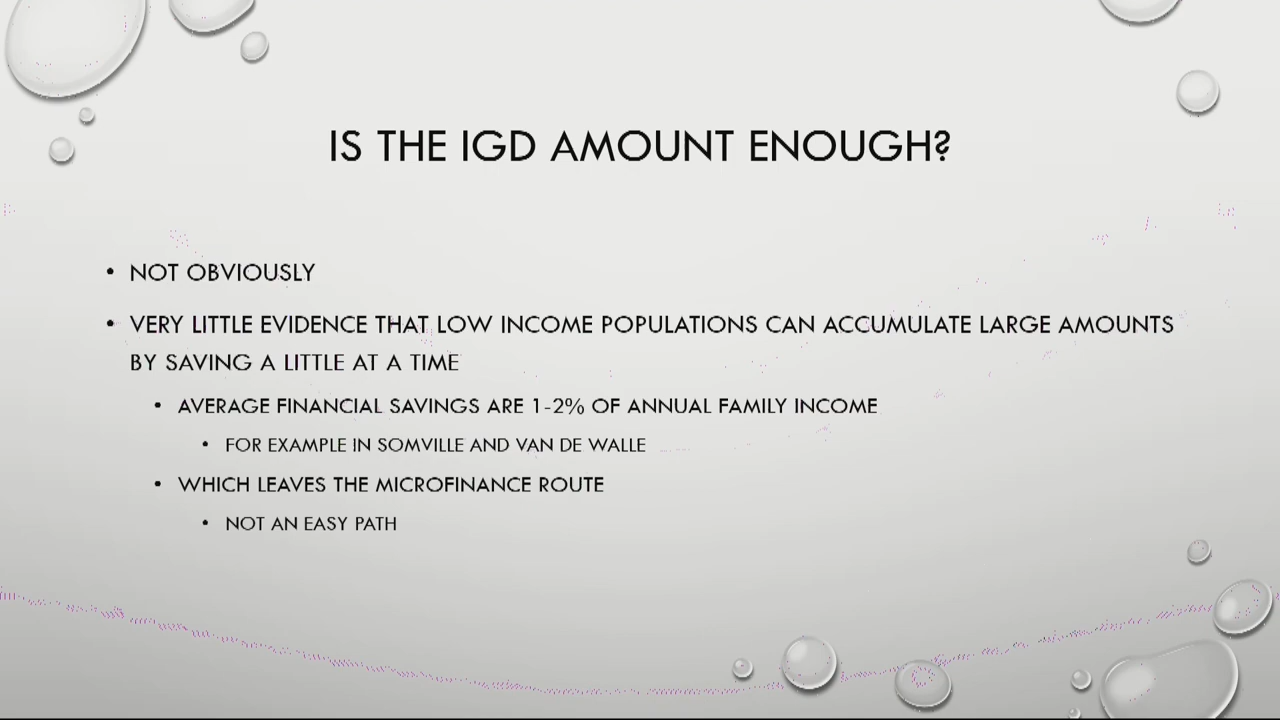 IS THE IGD AMOUNT ENOUGH?
• NOT OBVIOUSLY
• VERY LITTLE EVIDENCE THAT LOW INCOME POPULATIONS CAN ACCUMULATE LARGE AMOUNTS
BY SAVING A LITTLE AT A TIME
• AVERAGE FINANCIAL SAVINGS ARE 1-2% OF ANNUAL FAMILY INCOME
• FOR EXAMPLE IN SOMVILLE AND VAN DE WALLE
• WHICH LEAVES THE MICROFINANCE ROUTE
• NOT AN EASY PATH